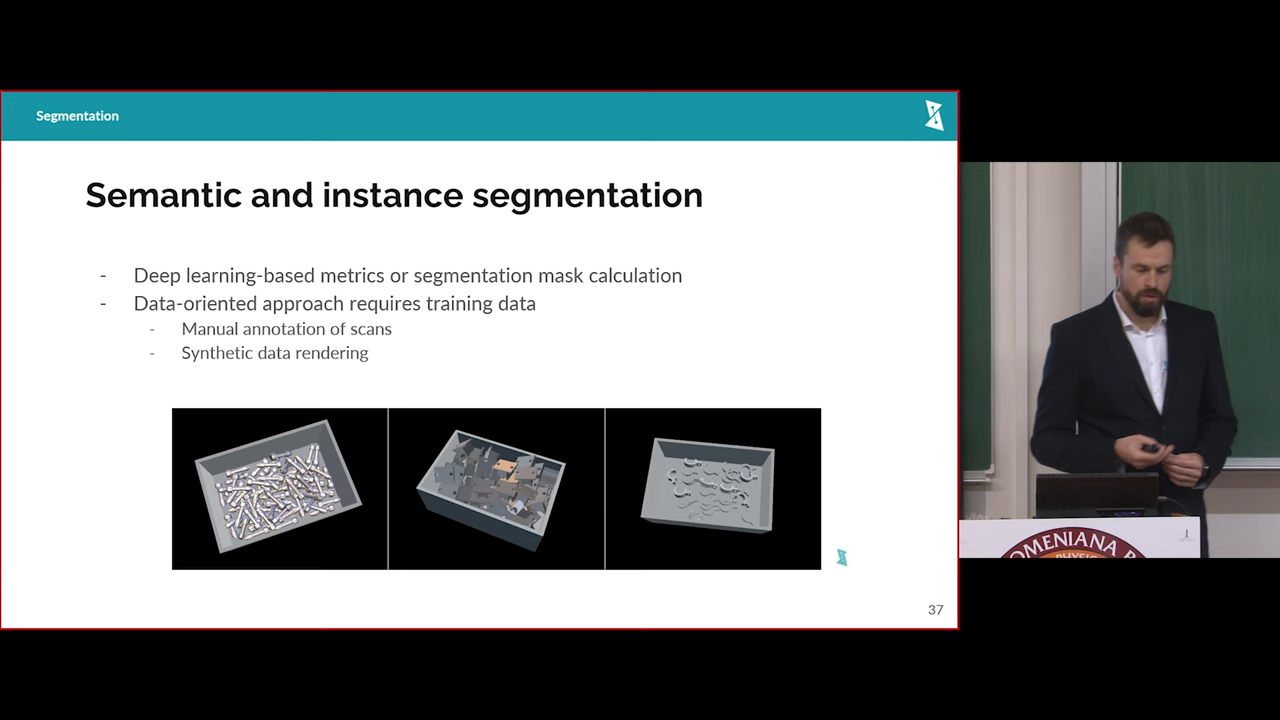 Segmentation
Semantic and instance segmentation
- Deep learning-based metrics or segmentation mask calculation
- Data-oriented approach requires training data
- Manual annotation of scans
- Synthetic data rendering
37
OMENIANA
PHYSIC